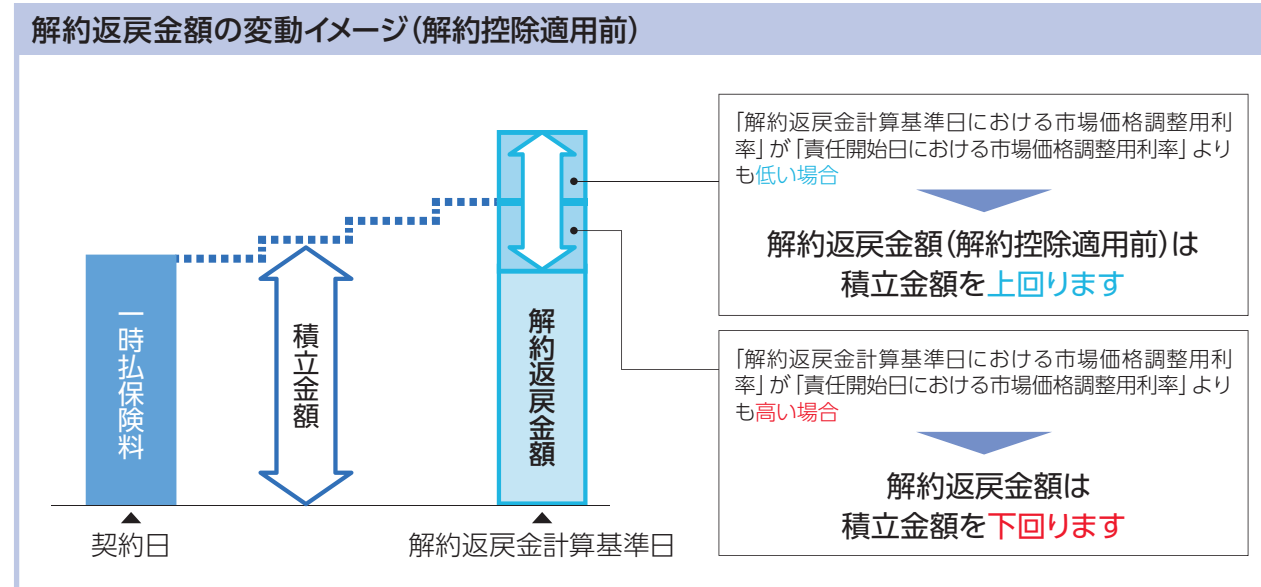 解約返戻金額の変動イメージ(解約控除適用前)
一時払保険料
積立金額
解約返戻金額
契約日
解約返戻金計算基準日
「解約返戻金計算基準日における市場価格調整用利
率」が「責任開始日における市場価格調整用利率」より
も低い場合
解約返戻金額(解約控除適用前)は
積立金額を上回ります
「解約返戻金計算基準日における市場価格調整用利
率」が「責任開始日における市場価格調整用利率」より
も高い場合
解約返戻金額は
積立金額を下回ります